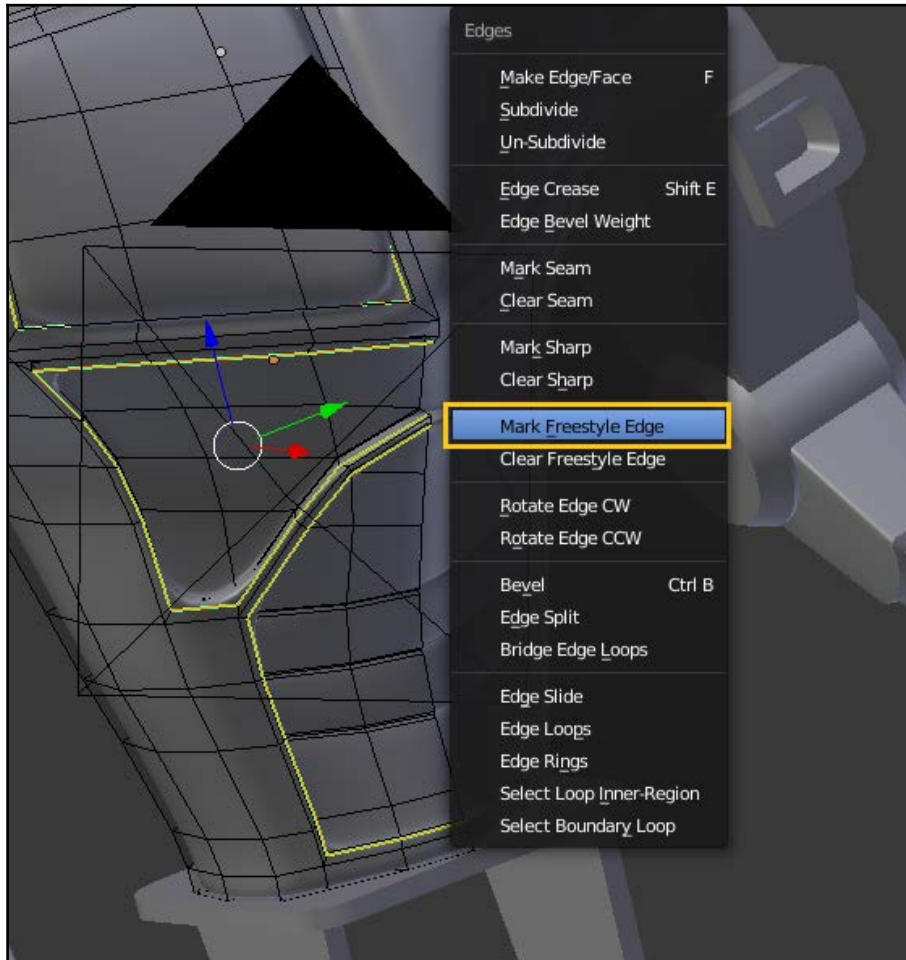 Edges
Make Edge/Face F
Subdivide
Un-Subdivide
Edge Crease Shift E
Edge Bevel Weight
Mark Seam
Clear Seam
Mark Sharp
Clear Sharp
Mark Freestyle Edge
Clear Freestyle Edge
Rotate Edge CW
Rotate Edge CCW
Bevel Ctrl B
Edge Split
Bridge Edge Loops
Edge Slide
Edge Loops
Edge Rings
Select Loop Inner-Region
Select Boundary Loop